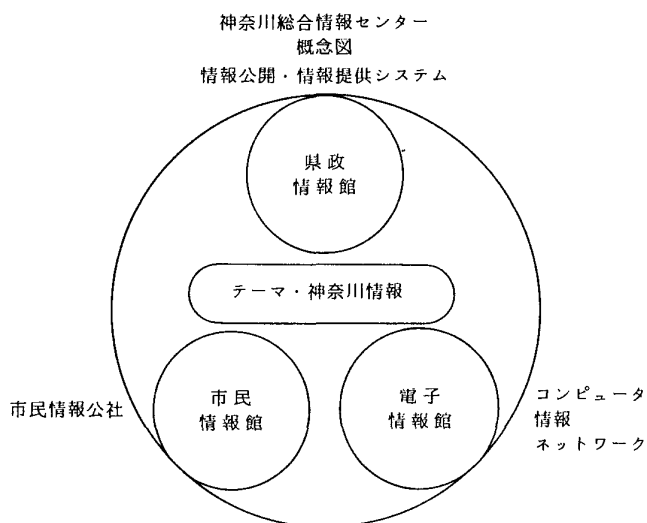 神奈川総合情報センター
概念図
情報公開・情報提供システム
県政
情報館
テーマ・神奈川情報
市民情報公社
市民
情報館
電子
情報館
コンピュータ
情報
ネットワーク